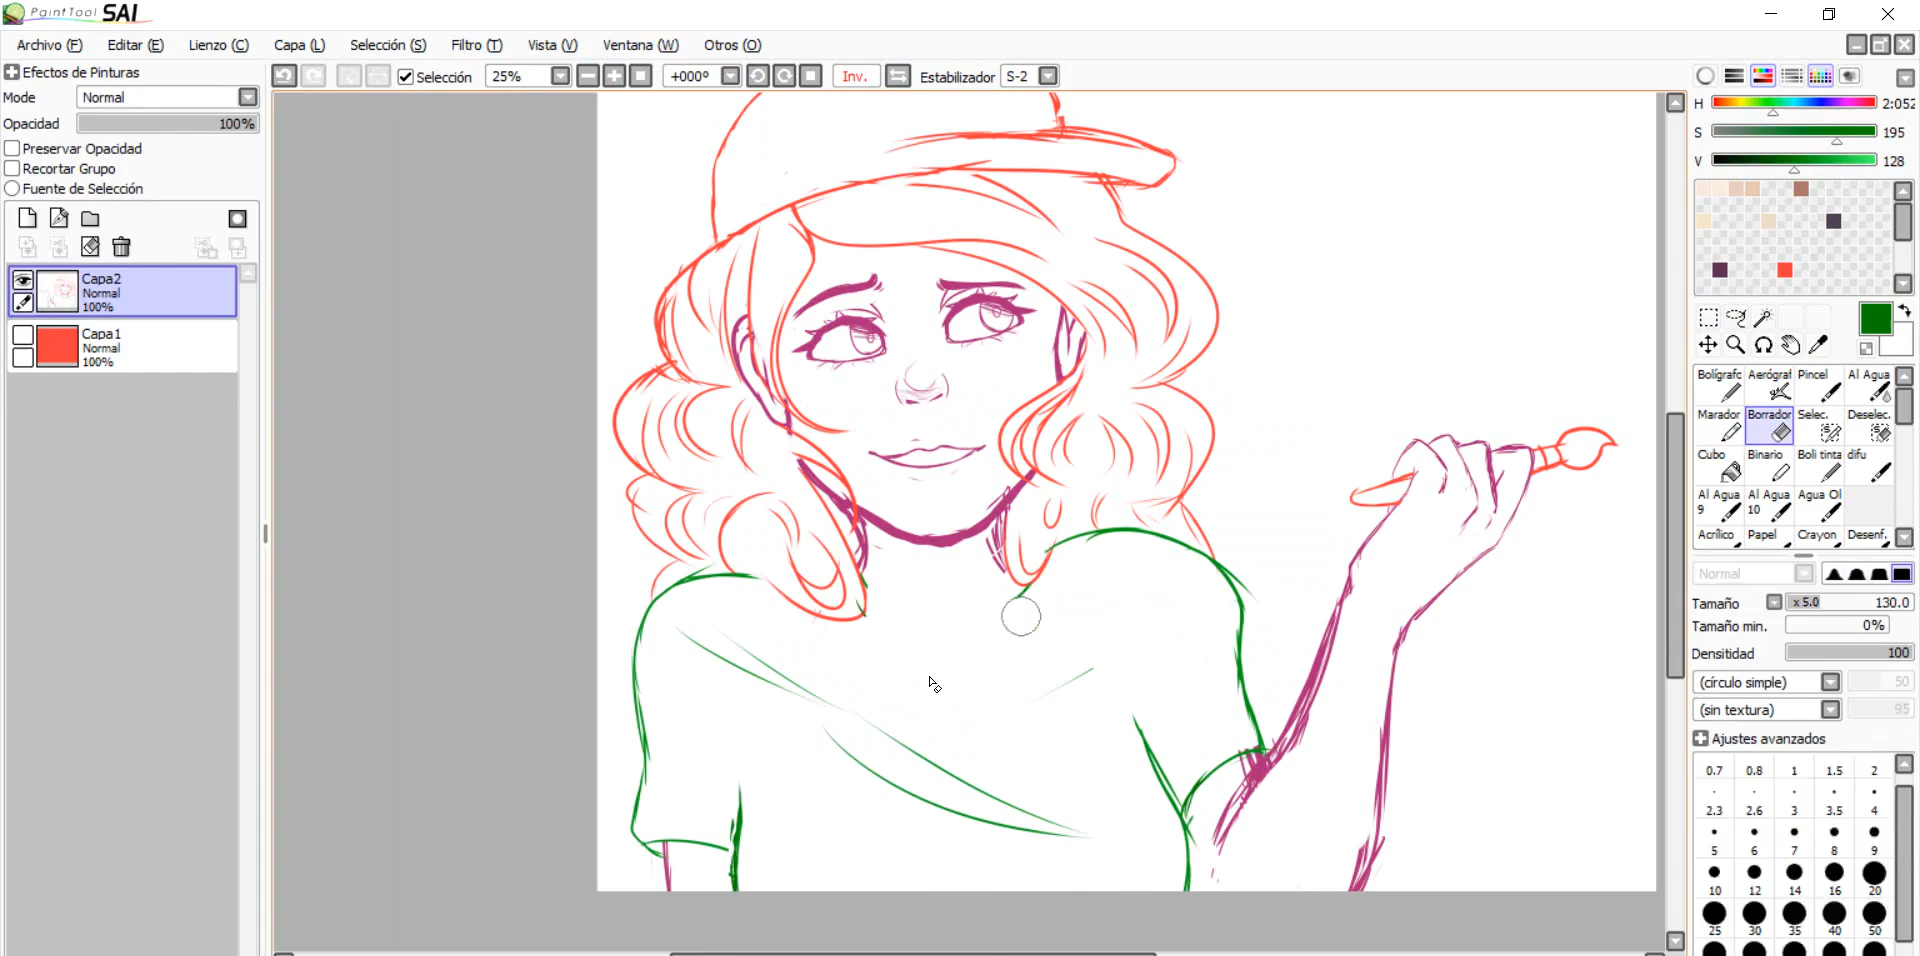 PaintTool SAI
Archivo (F) Editar (E) Lienzo (C) Capa (L) Selección (S) Filtro (T) Vista (V) Ventana (W) Otros (O)
Efectos de Pinturas
Mode Normal
Opacidad 100%
Preservar Opacidad
Recortar Grupo
Fuente de Selección
Capa2
Normal
100%
Capa1
Normal
100%
Selección 25% +000º Inv. Estabilizador S-2
H 2:052
S 195
V 128
Bolígrafo Aerógraf Pincel Al Agua
Marador Borrador Selec. Deselec.
Cubo Binario Boli tinta difu
Al Agua 9 Al Agua 10 Agua Ol
Acrílico Papel Crayon Desenf.
Normal
Tamaño x 5.0 130.0
Tamaño min. 0%
Densitidad 100
(círculo simple) 50
(sin textura) 95
Ajustes avanzados
0.7 0.8 1 1.5 2
2.3 2.6 3 3.5 4
5 6 7 8 9
10 12 14 16 20
25 30 35 40 50